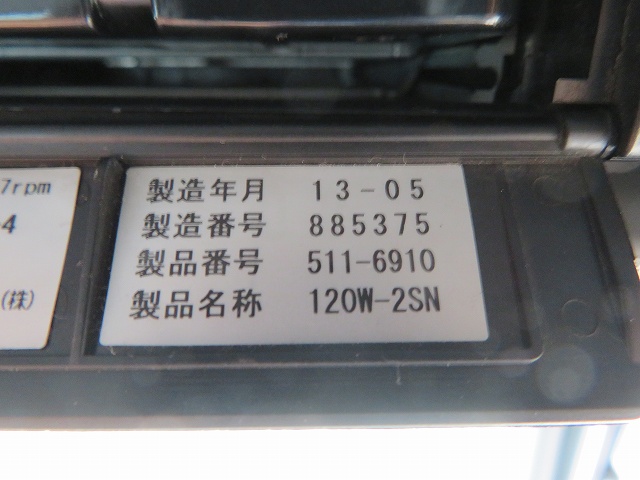 7rpm
4
(株)
製造年月 13-05
製造番号 885375
製品番号 511-6910
製品名称 120W-2SN